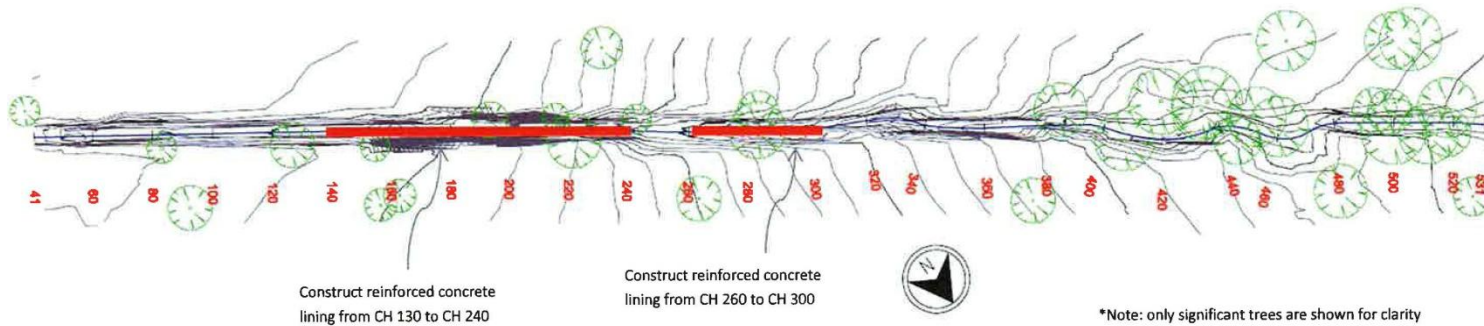 41 60 80 100 120 140 160 180 200 220 240 260 280 300 320 340 360 380 400 420 440 460 480 500 520 531
Construct reinforced concrete
lining from CH 130 to CH 240
Construct reinforced concrete
lining from CH 260 to CH 300
N
*Note: only significant trees are shown for clarity